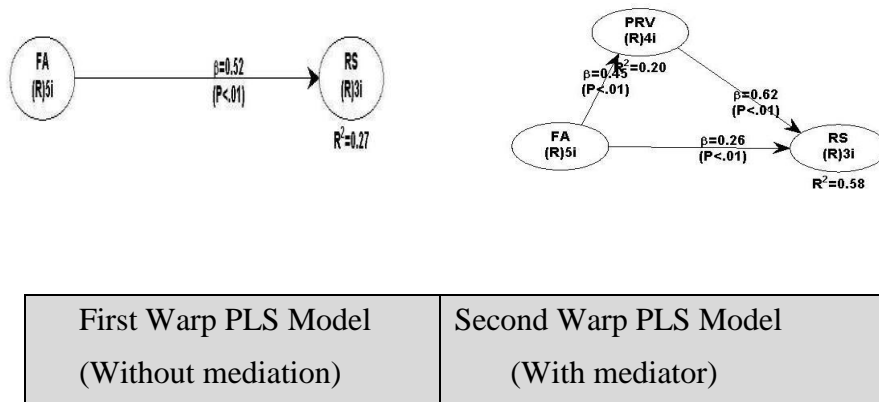 FA
(R)5i
β=0.52
(P<.01)
RS
(R)3i
R²=0.27
PRV
(R)4i
R²=0.20
β=0.45
(P<.01)
β=0.62
(P<.01)
FA
(R)5i
β=0.26
(P<.01)
RS
(R)3i
R²=0.58
First Warp PLS Model
(Without mediation)
Second Warp PLS Model
(With mediator)